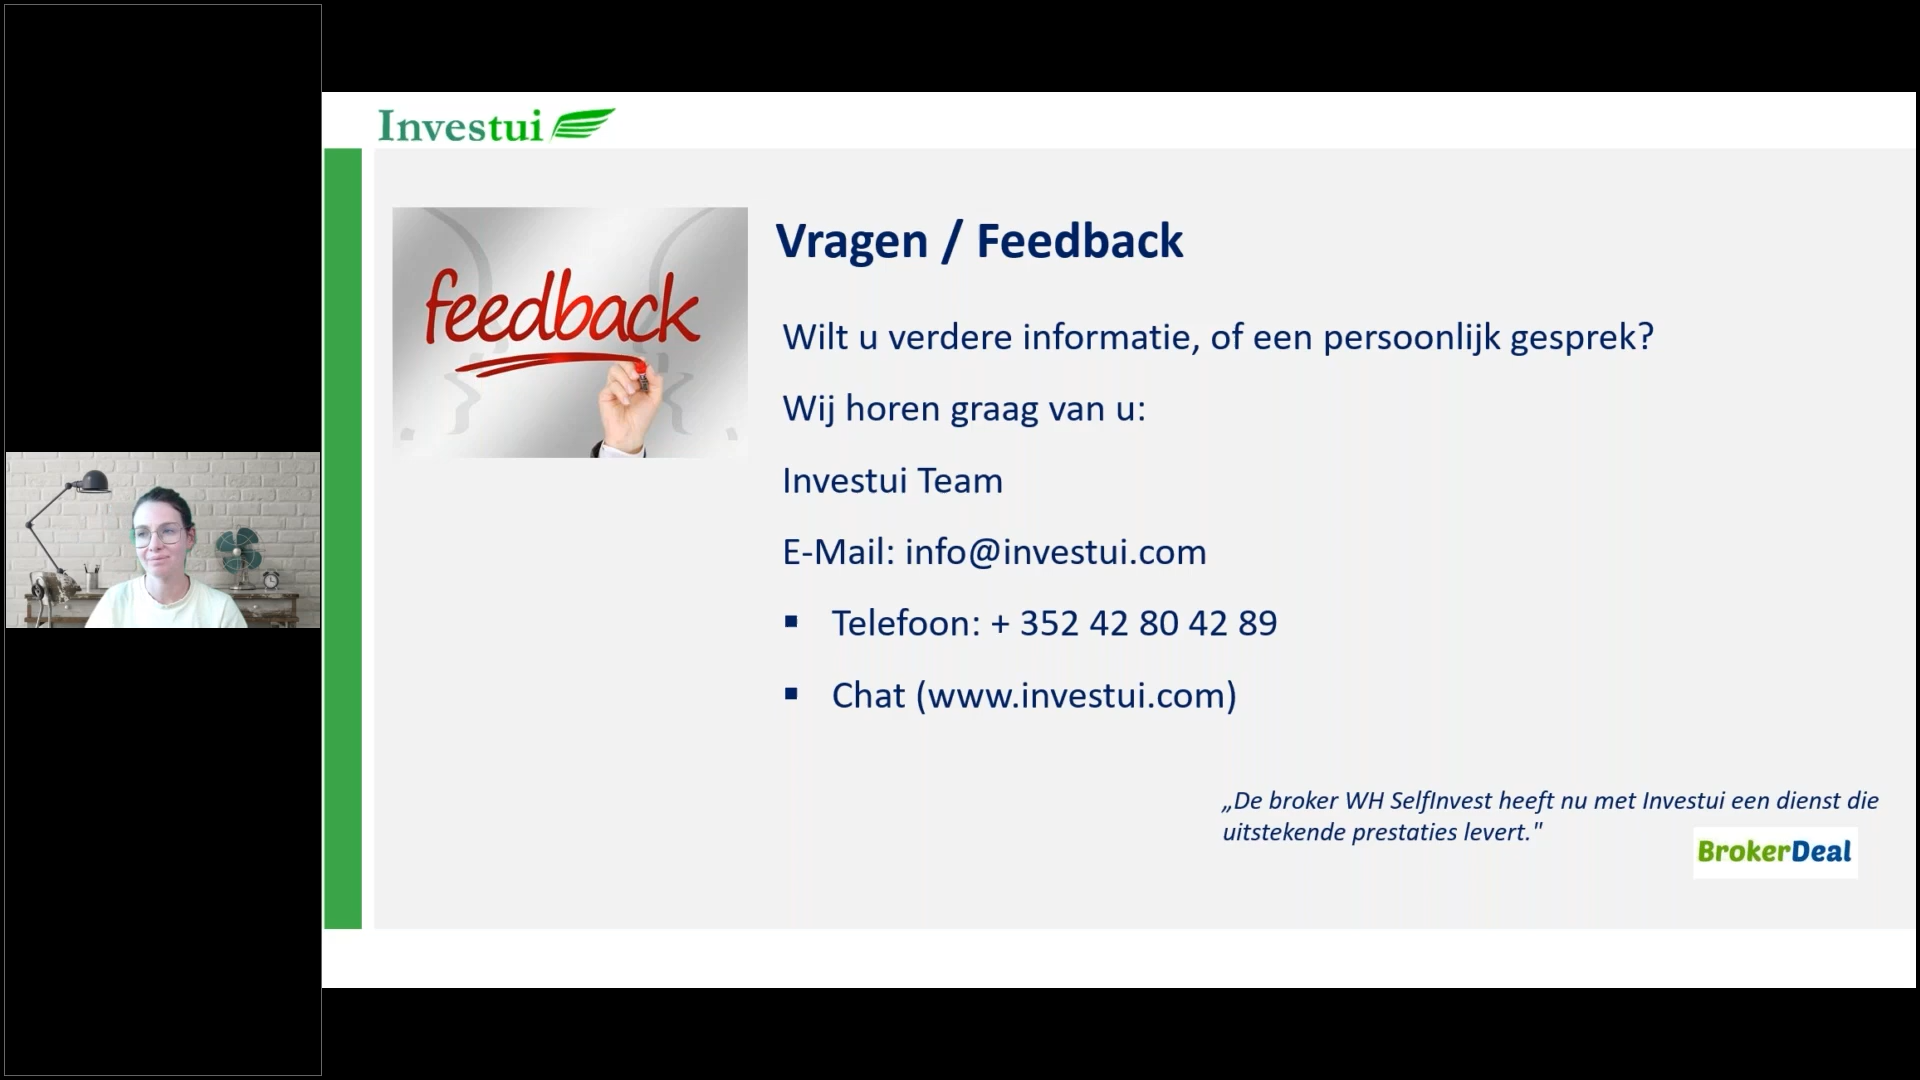 Investui
feedback
Vragen / Feedback
Wilt u verdere informatie, of een persoonlijk gesprek?
Wij horen graag van u:
Investui Team
E-Mail: info@investui.com
▪ Telefoon: + 352 42 80 42 89
▪ Chat (www.investui.com)
„De broker WH SelfInvest heeft nu met Investui een dienst die
uitstekende prestaties levert."
BrokerDeal